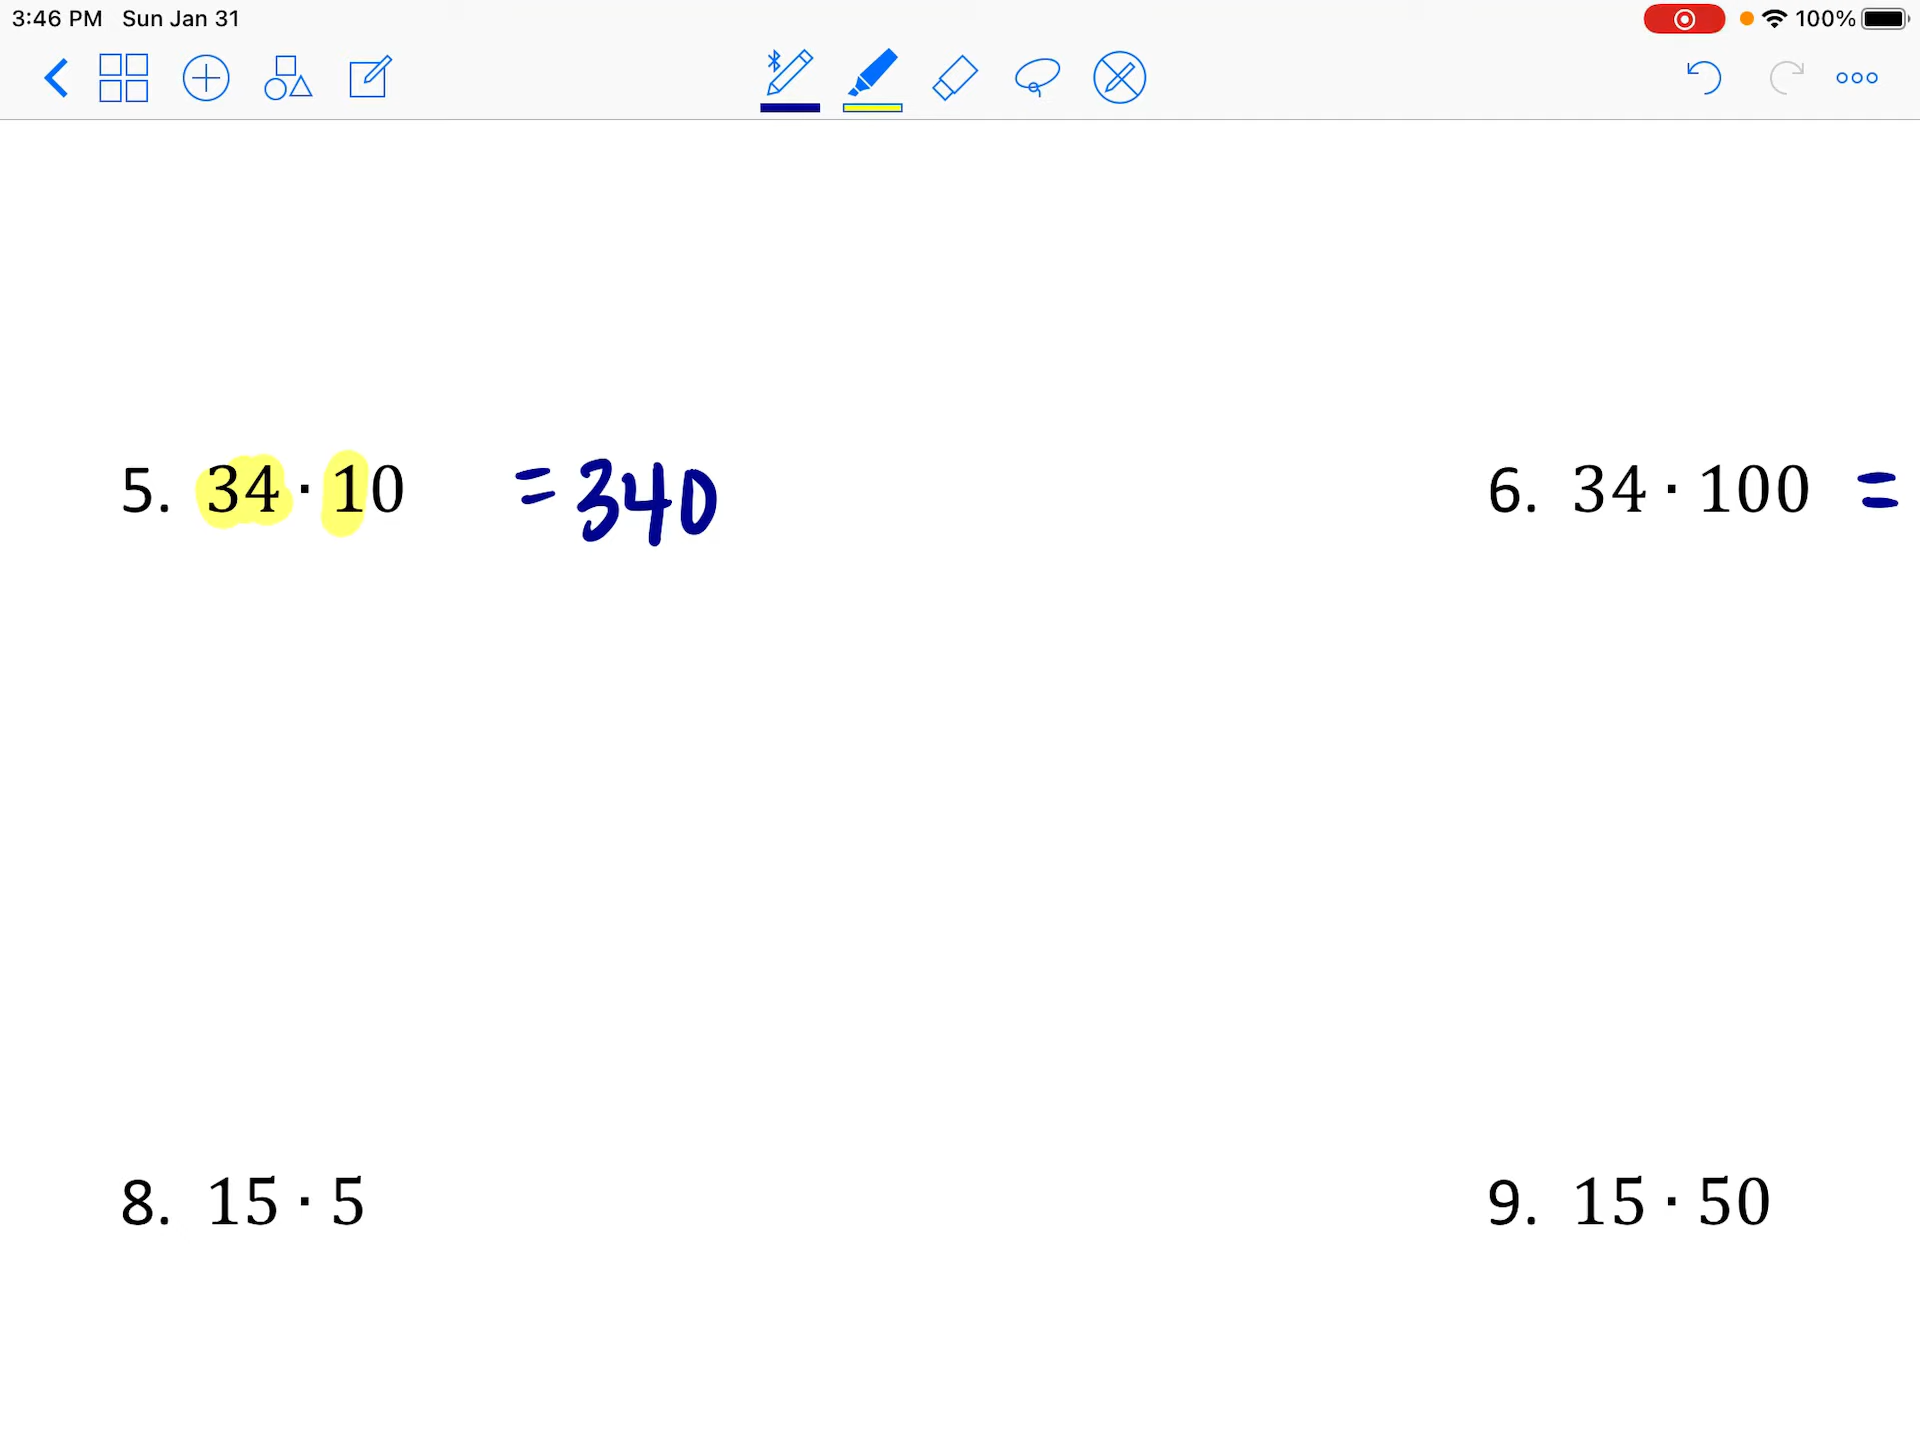 3:46 PM Sun Jan 31 100%
5. 34 · 10 = 340
6. 34 · 100 =
8. 15 · 5
9. 15 · 50